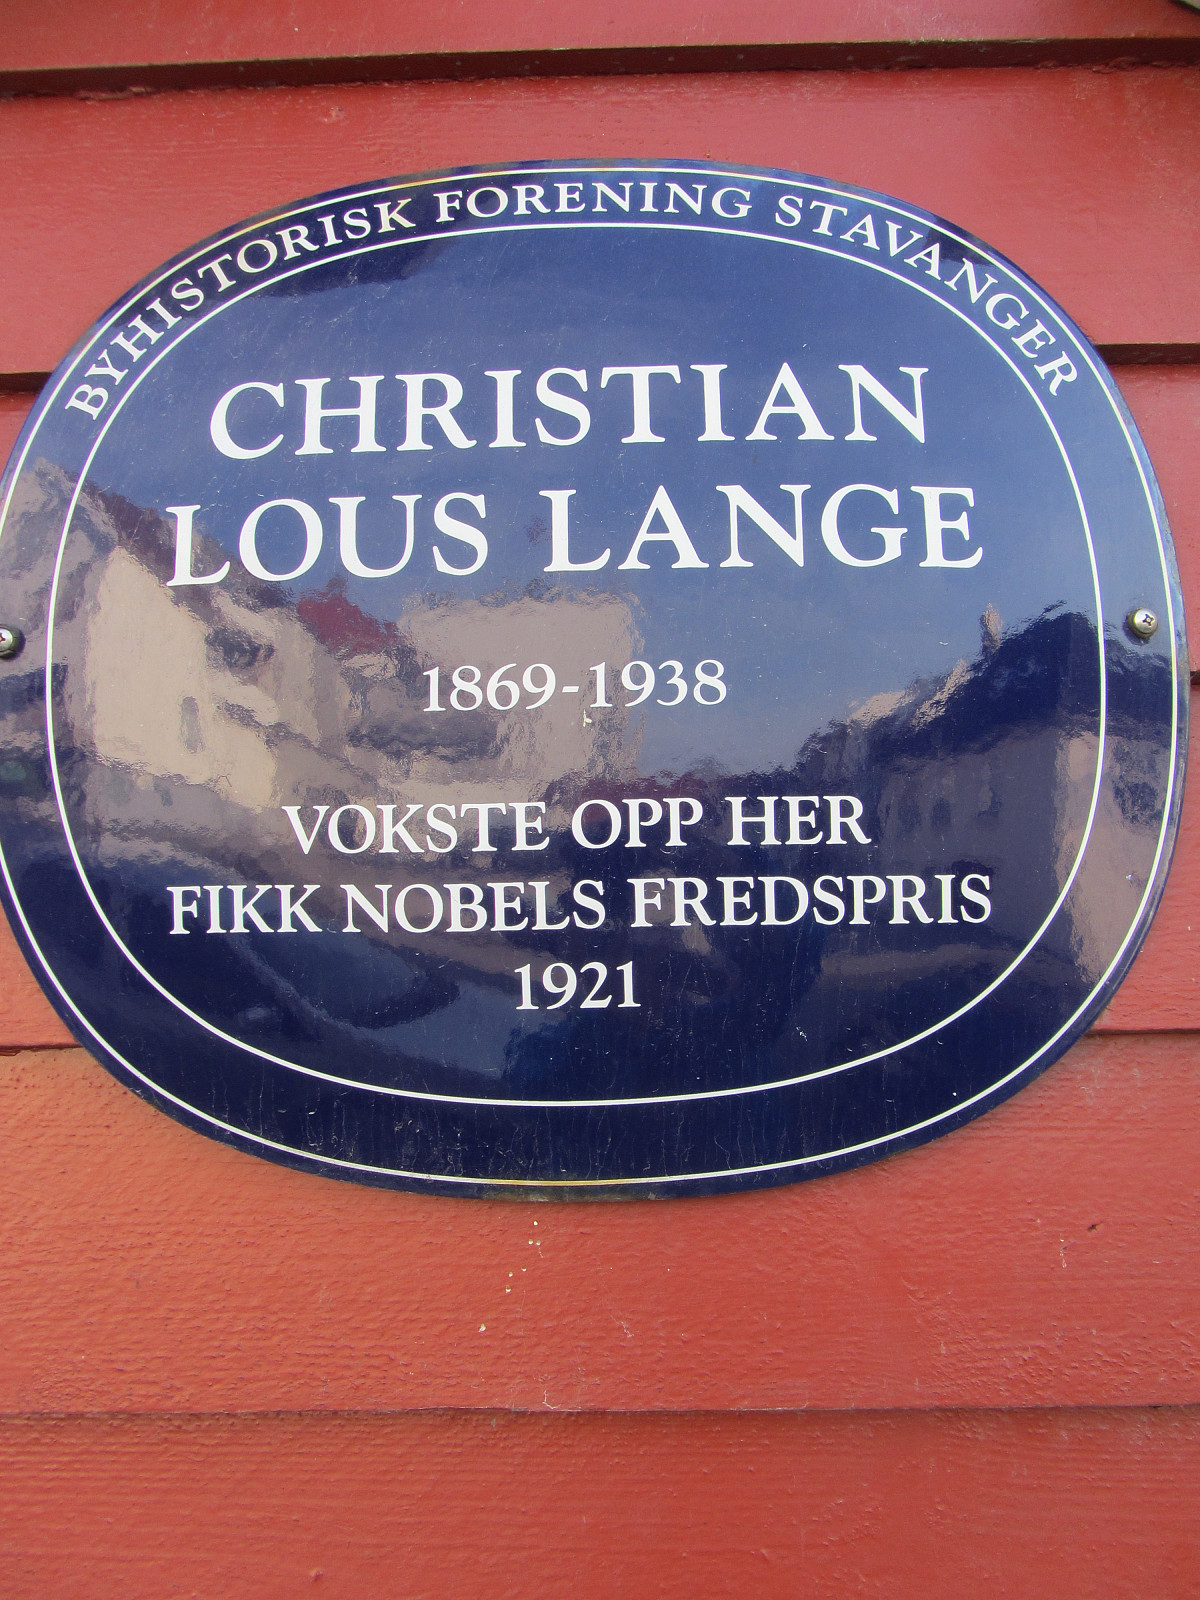 BYHISTORISK FORENING STAVANGER
CHRISTIAN
LOUS LANGE
1869-1938
VOKSTE OPP HER
FIKK NOBELS FREDSPRIS
1921